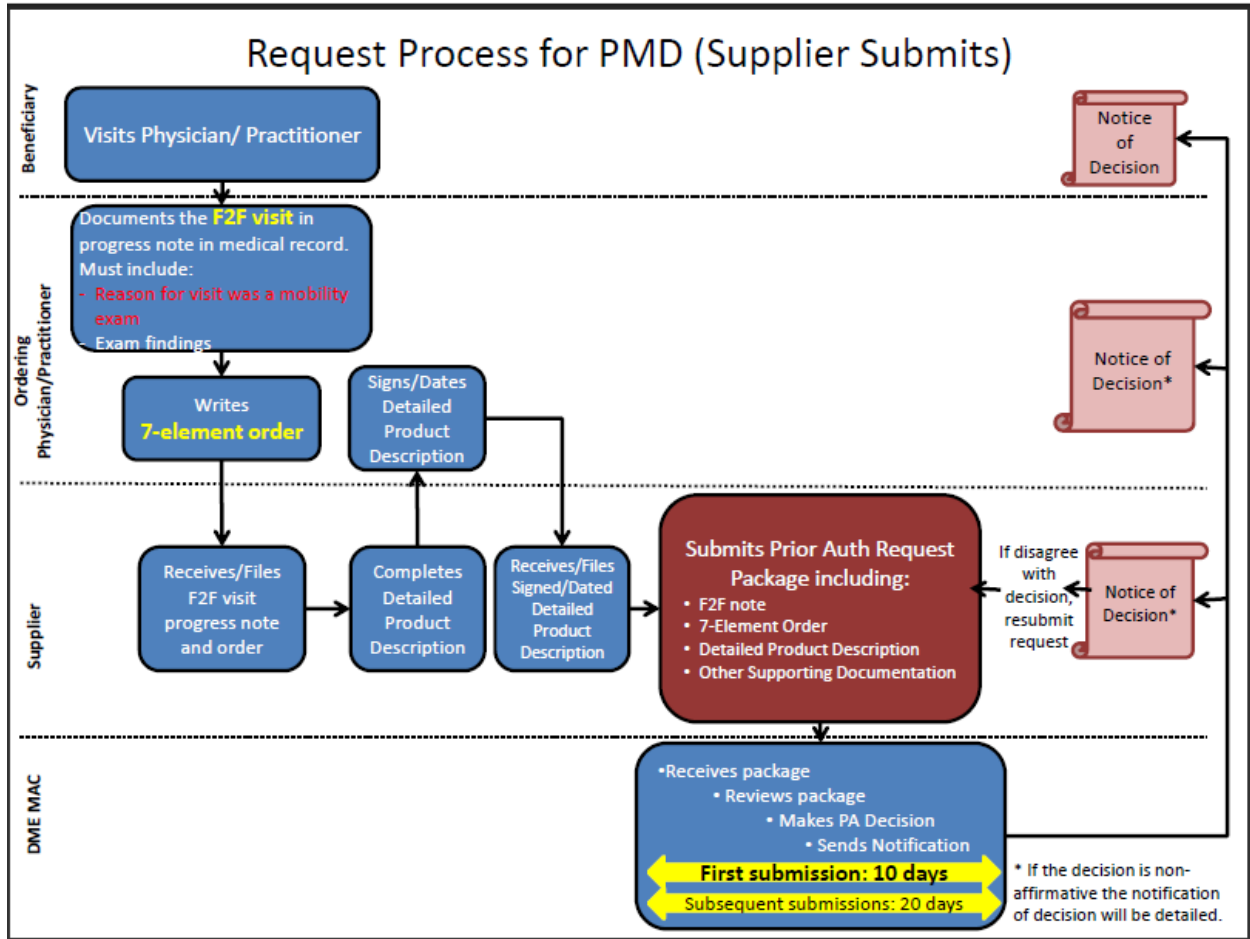 Request Process for PMD (Supplier Submits)
Beneficiary
Visits Physician/ Practitioner
Notice
of
Decision
Ordering
Physician/Practitioner
Documents the F2F visit in
progress note in medical record.
Must include:
- Reason for visit was a mobility
exam
- Exam findings
Writes
7-element order
Signs/Dates
Detailed
Product
Description
Notice of
Decision*
Supplier
Receives/Files
F2F visit
progress note
and order
Completes
Detailed
Product
Description
Receives/Files
Signed/Dated
Detailed
Product
Description
Submits Prior Auth Request
Package including:
• F2F note
• 7-Element Order
• Detailed Product Description
• Other Supporting Documentation
If disagree
with
decision,
resubmit
request
Notice of
Decision*
DME MAC
•Receives package
• Reviews package
• Makes PA Decision
• Sends Notification
First submission: 10 days
Subsequent submissions: 20 days
* If the decision is non-
affirmative the notification
of decision will be detailed.